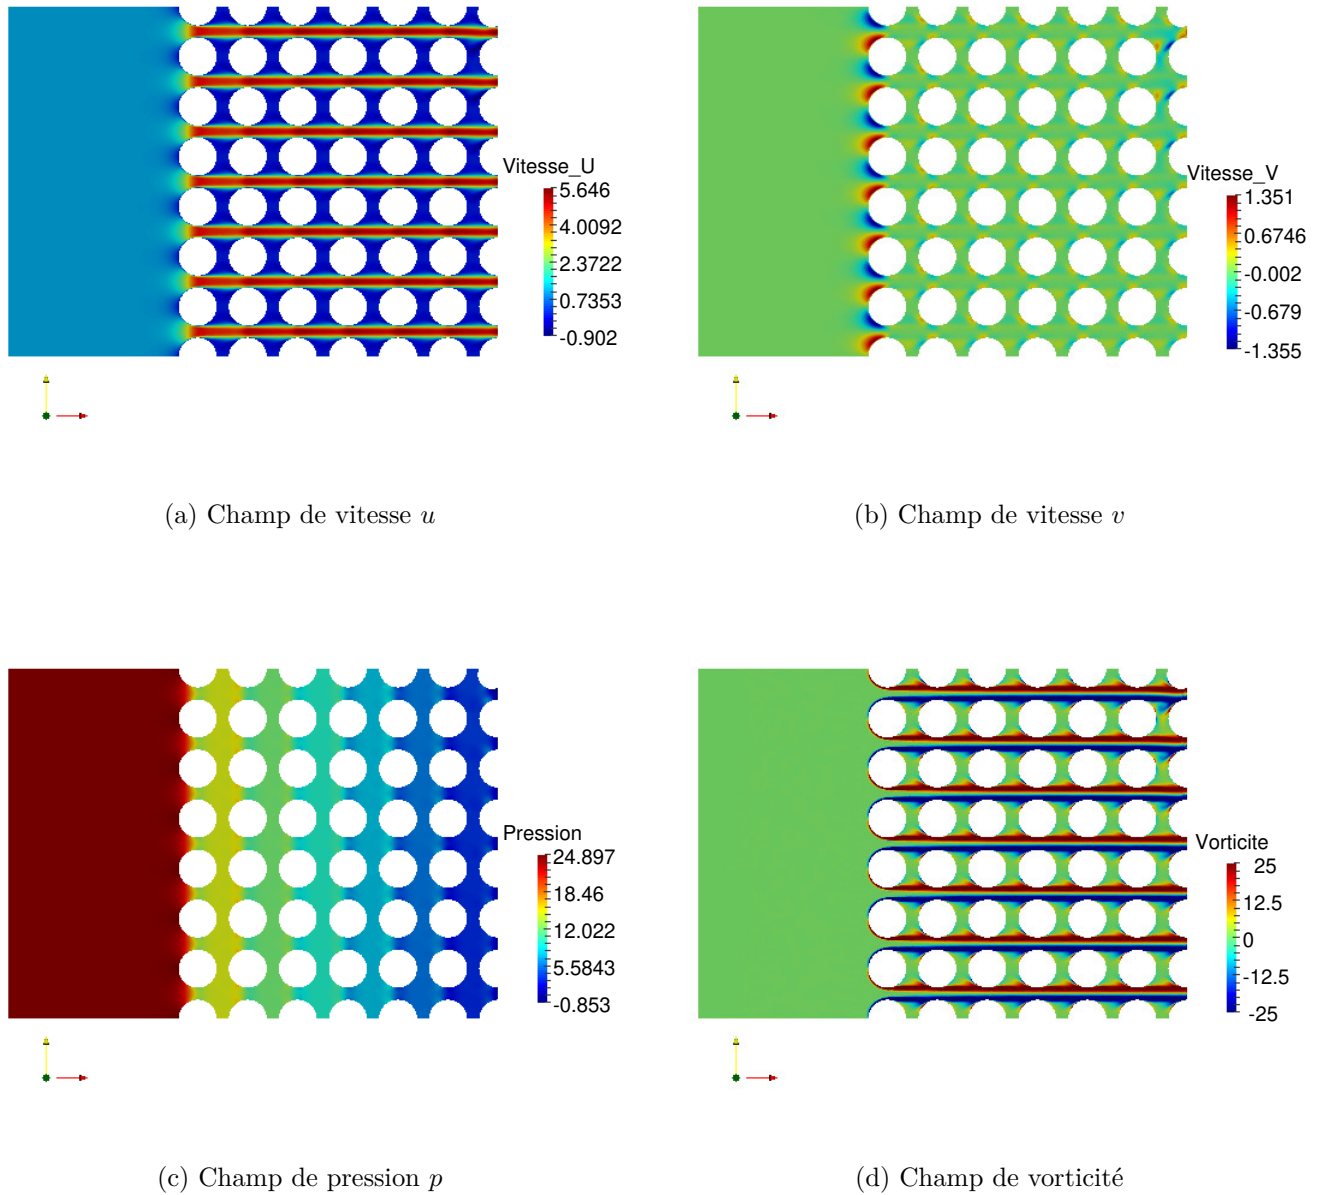 Vitesse_U
5.646
4.0092
2.3722
0.7353
-0.902
Vitesse_V
1.351
0.6746
-0.002
-0.679
-1.355
(a) Champ de vitesse u
(b) Champ de vitesse v
Pression
24.897
18.46
12.022
5.5843
-0.853
Vorticite
25
12.5
0
-12.5
-25
(c) Champ de pression p
(d) Champ de vorticité